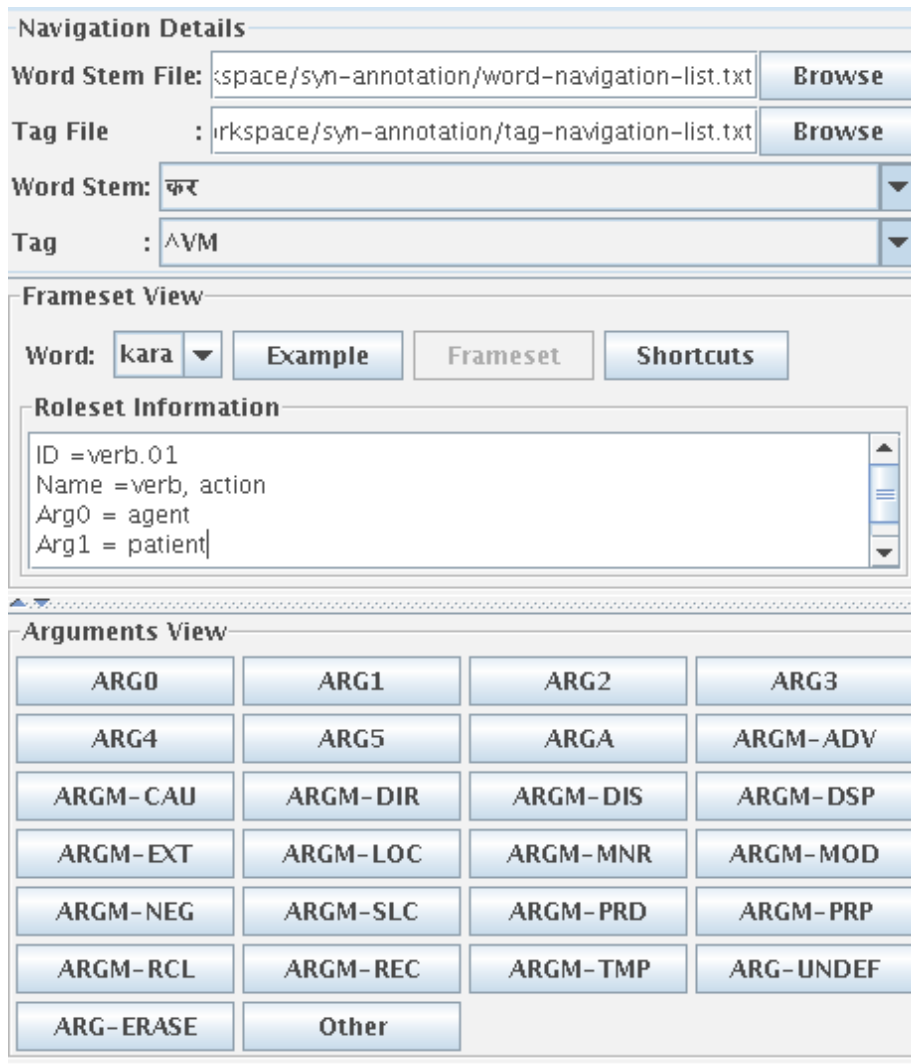 Navigation Details
Word Stem File: kspace/syn-annotation/word-navigation-list.txt Browse
Tag File : rkspace/syn-annotation/tag-navigation-list.txt Browse
Word Stem: कर
Tag : ^VM
Frameset View
Word: kara Example Frameset Shortcuts
Roleset Information
ID =verb.01
Name =verb, action
Arg0 = agent
Arg1 = patient
Arguments View
ARG0 ARG1 ARG2 ARG3
ARG4 ARG5 ARGA ARGM-ADV
ARGM-CAU ARGM-DIR ARGM-DIS ARGM-DSP
ARGM-EXT ARGM-LOC ARGM-MNR ARGM-MOD
ARGM-NEG ARGM-SLC ARGM-PRD ARGM-PRP
ARGM-RCL ARGM-REC ARGM-TMP ARG-UNDEF
ARG-ERASE Other